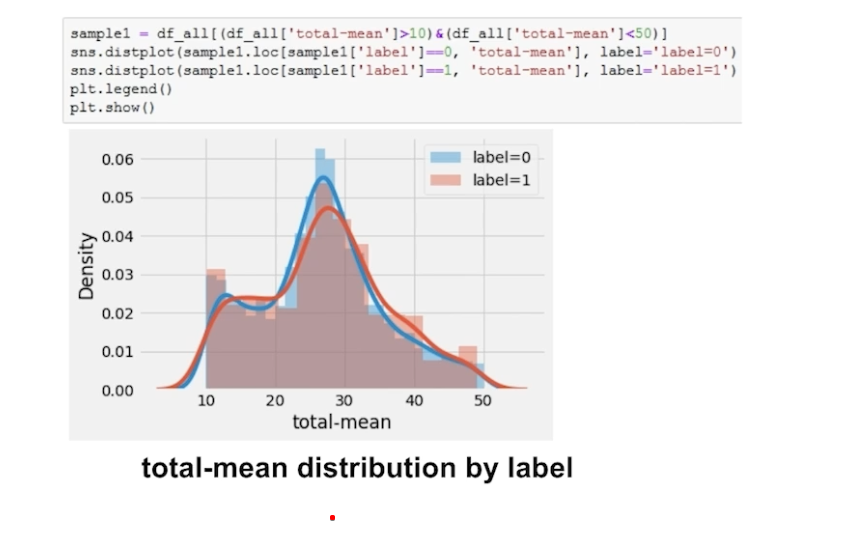 sample1 = df_all[(df_all['total-mean']>10)&(df_all['total-mean']<50)]
sns.distplot(sample1.loc[sample1['label']==0, 'total-mean'], label='label=0')
sns.distplot(sample1.loc[sample1['label']==1, 'total-mean'], label='label=1')
plt.legend()
plt.show()
label=0
label=1
0.06
0.05
0.04
0.03
0.02
0.01
0.00
Density
10 20 30 40 50
total-mean
total-mean distribution by label